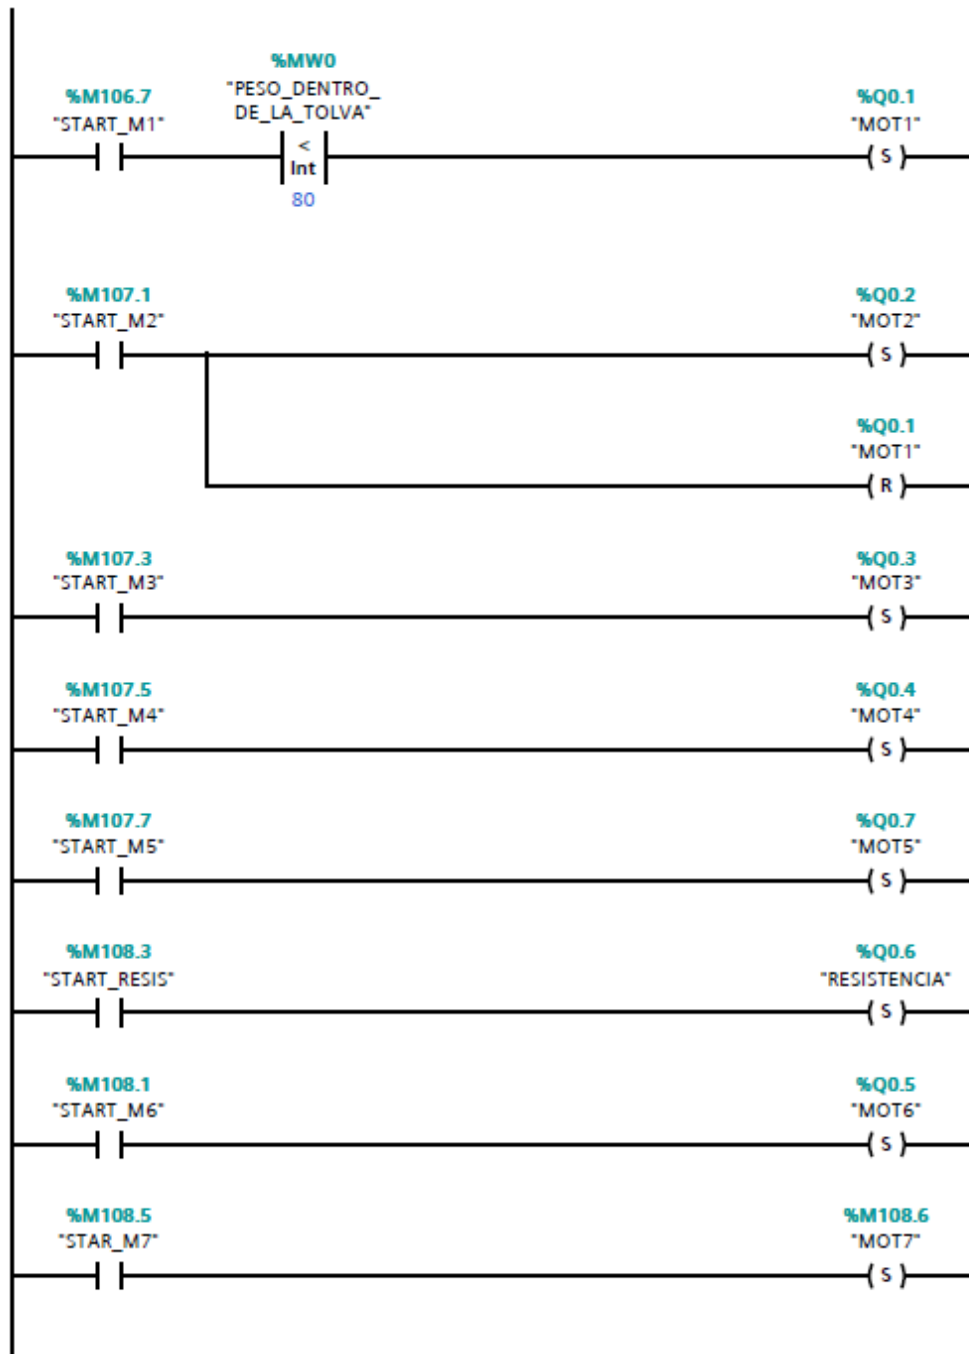 %MW0
"PESO_DENTRO_
DE_LA_TOLVA"
%M106.7
"START_M1"
<
Int
80
%Q0.1
"MOT1"
S
%M107.1
"START_M2"
%Q0.2
"MOT2"
S
%Q0.1
"MOT1"
R
%M107.3
"START_M3"
%Q0.3
"MOT3"
S
%M107.5
"START_M4"
%Q0.4
"MOT4"
S
%M107.7
"START_M5"
%Q0.7
"MOT5"
S
%M108.3
"START_RESIS"
%Q0.6
"RESISTENCIA"
S
%M108.1
"START_M6"
%Q0.5
"MOT6"
S
%M108.5
"STAR_M7"
%M108.6
"MOT7"
S